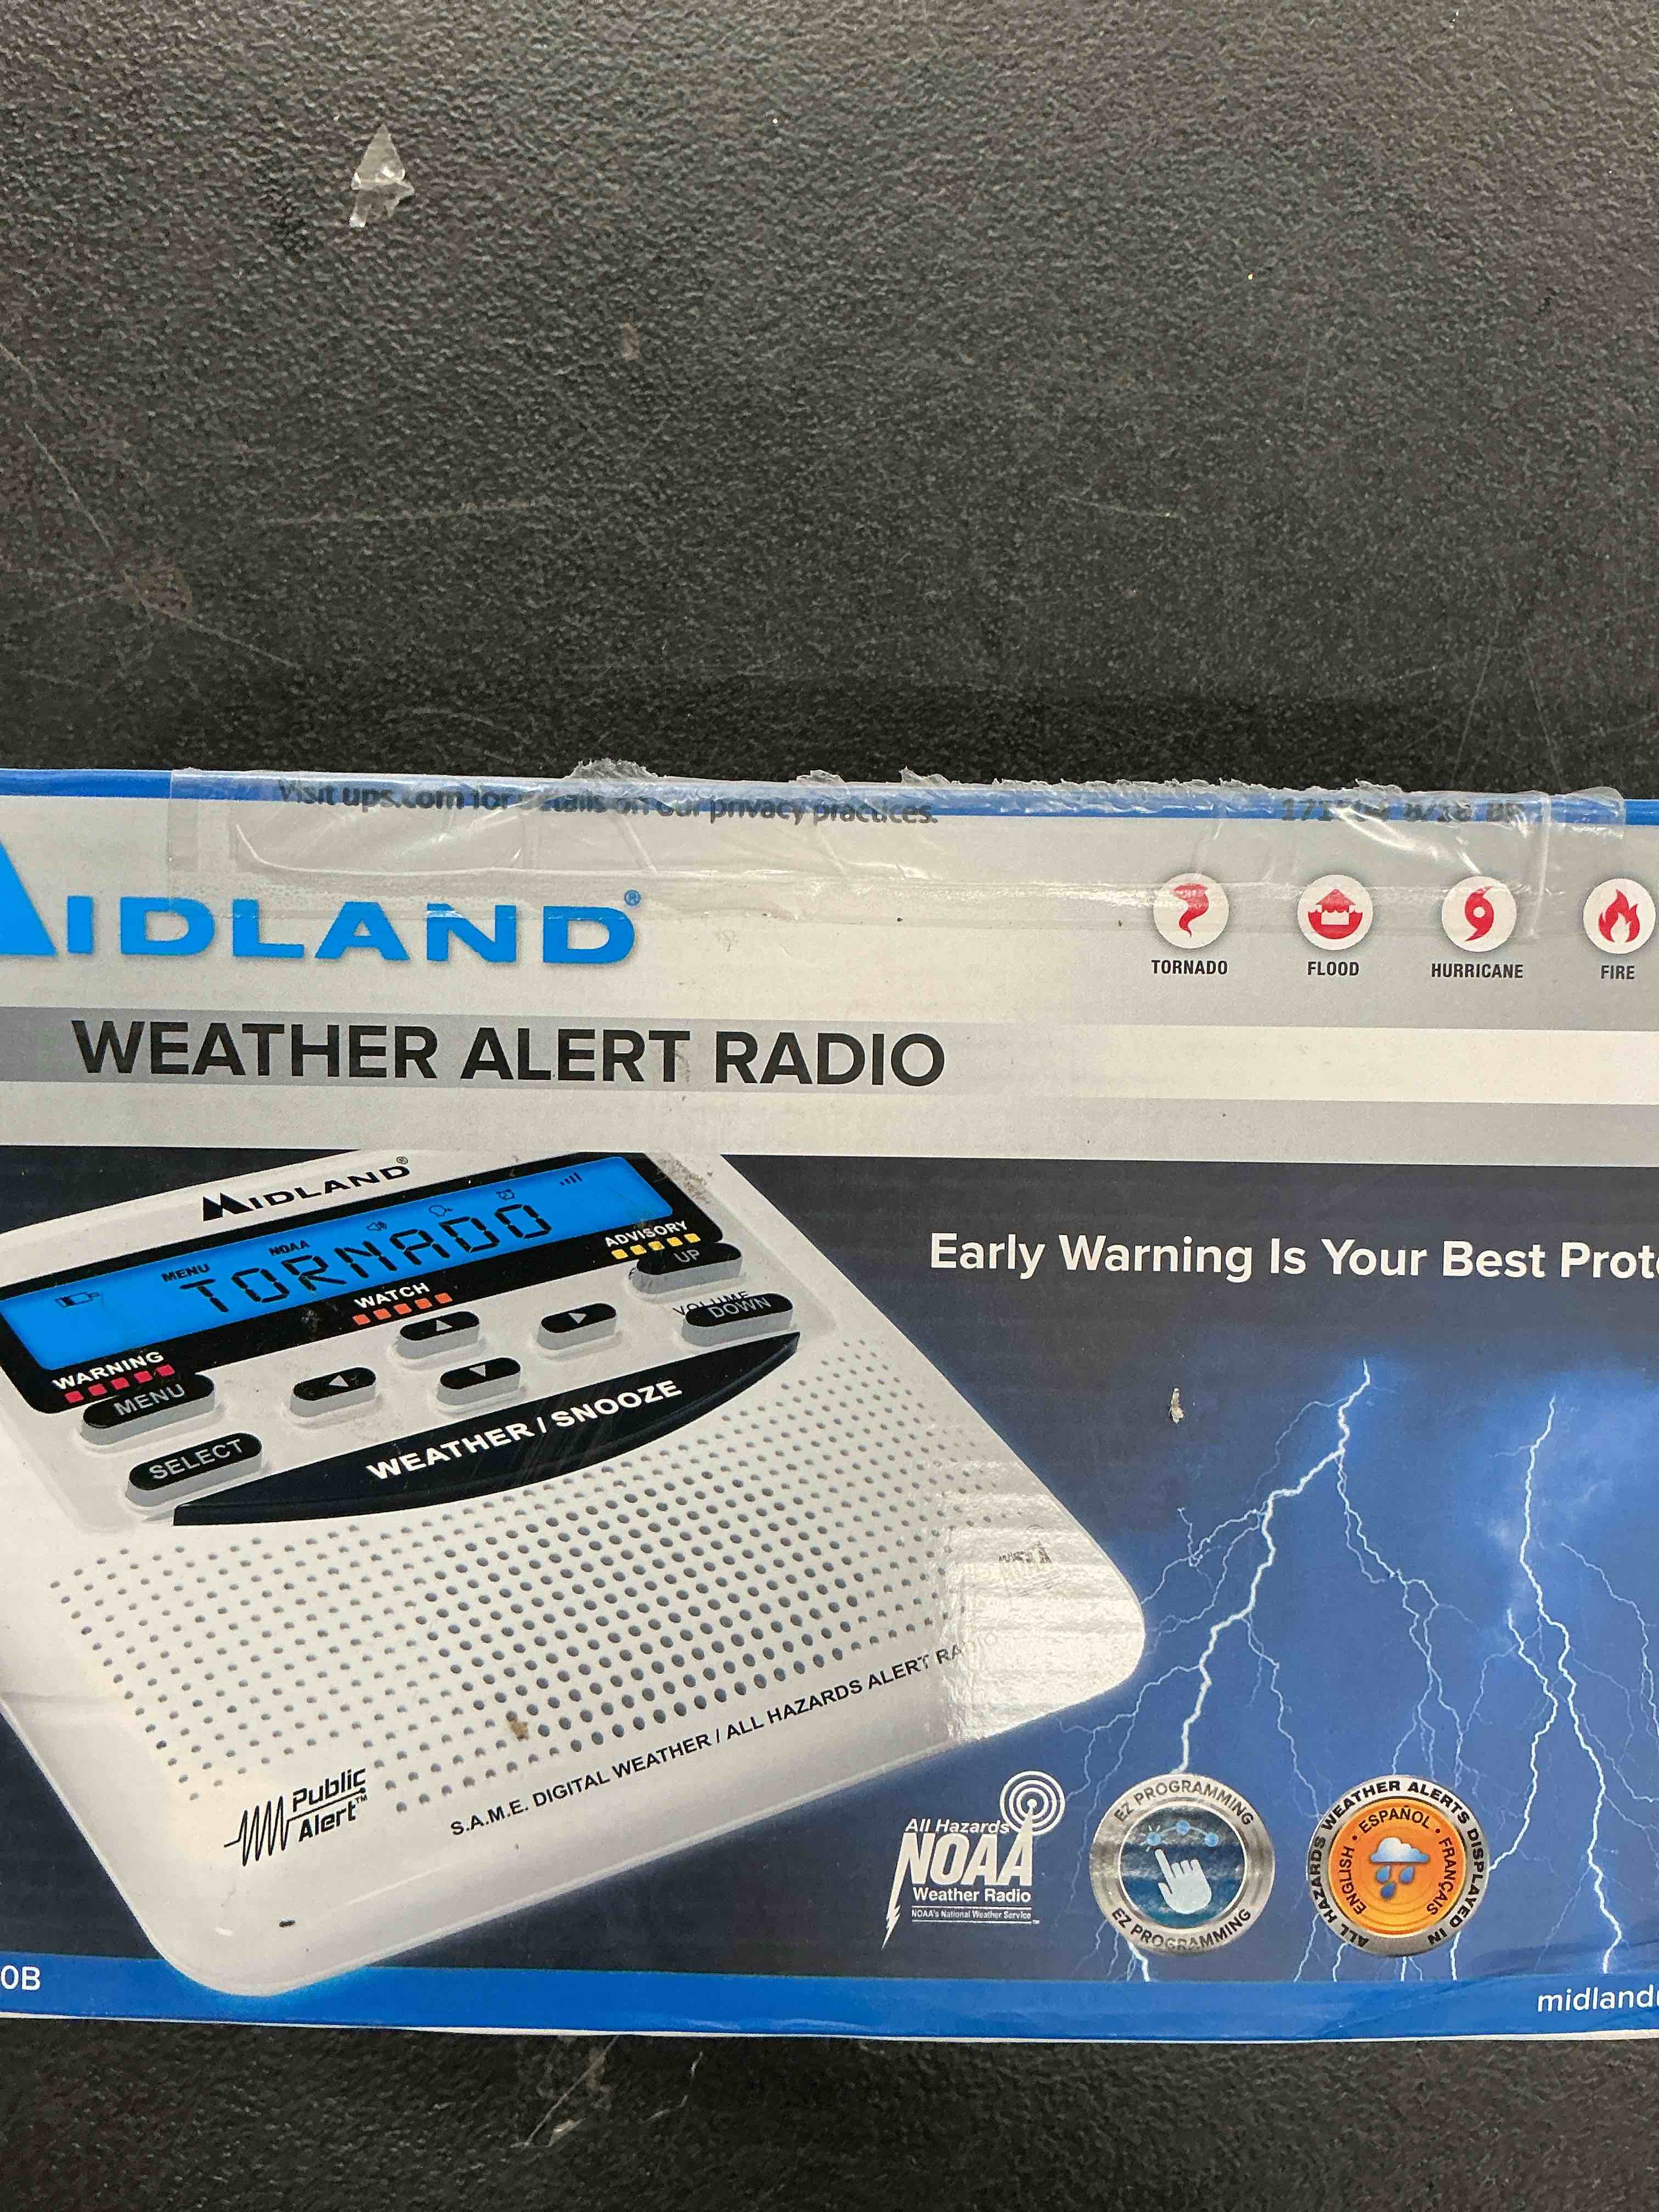 Visit ups.com for details on our privacy practices.
MIDLAND®
TORNADO
FLOOD
HURRICANE
FIRE
WEATHER ALERT RADIO
MIDLAND®
MENU
NOAA
TORNADO
WARNING
WATCH
ADVISORY
UP
VOLUME
DOWN
MENU
SELECT
WEATHER / SNOOZE
Early Warning Is Your Best Prote
Public
Alert™
S.A.M.E. DIGITAL WEATHER / ALL HAZARDS ALERT RADIO
All Hazards
NOAA
Weather Radio
NOAA's National Weather Service™
EZ PROGRAMMING
EZ PROGRAMMING
ALL HAZARDS WEATHER ALERTS DISPLAYED IN
ENGLISH • ESPAÑOL • FRANÇAIS
0B
midland